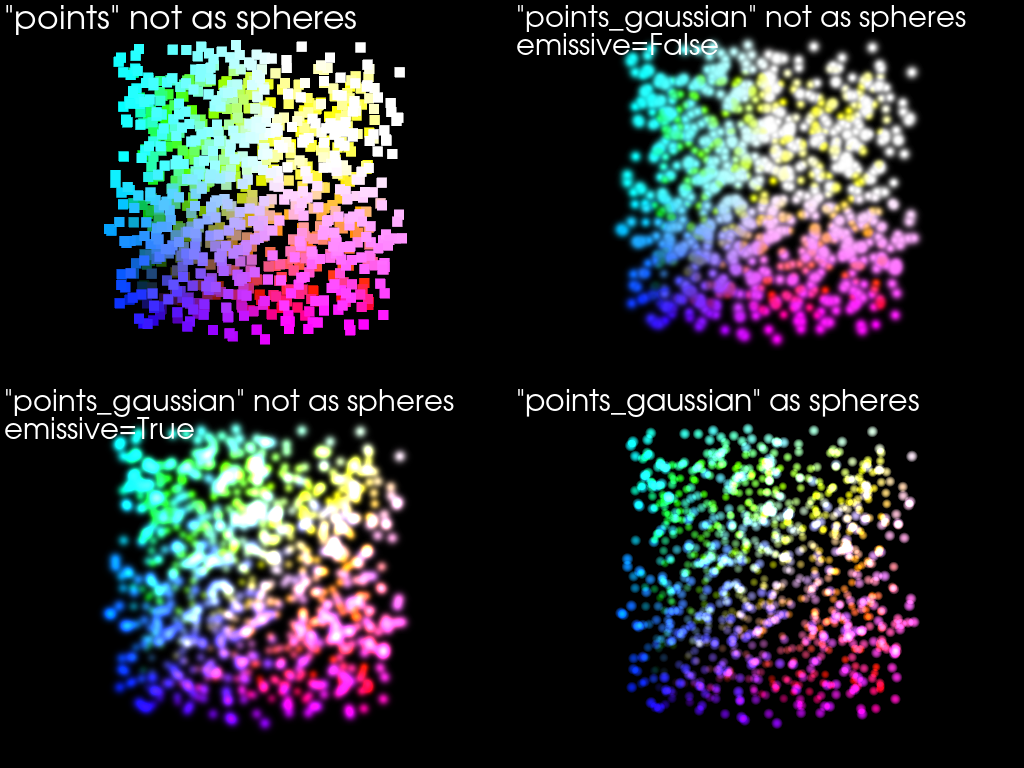 "points" not as spheres
"points_gaussian" not as spheres
emissive=False
"points_gaussian" not as spheres
emissive=True
"points_gaussian" as spheres